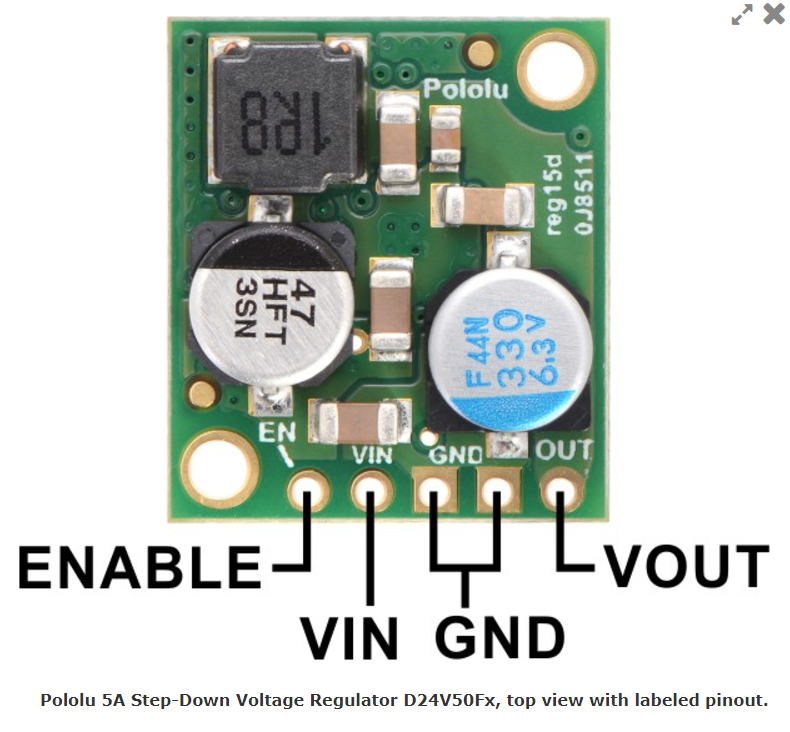 1R8
Pololu
reg15d
0J8511
47
HFT
3SN
F44N
330
6.3V
EN
VIN
GND
OUT
ENABLE
VIN
GND
VOUT
Pololu 5A Step-Down Voltage Regulator D24V50Fx, top view with labeled pinout.